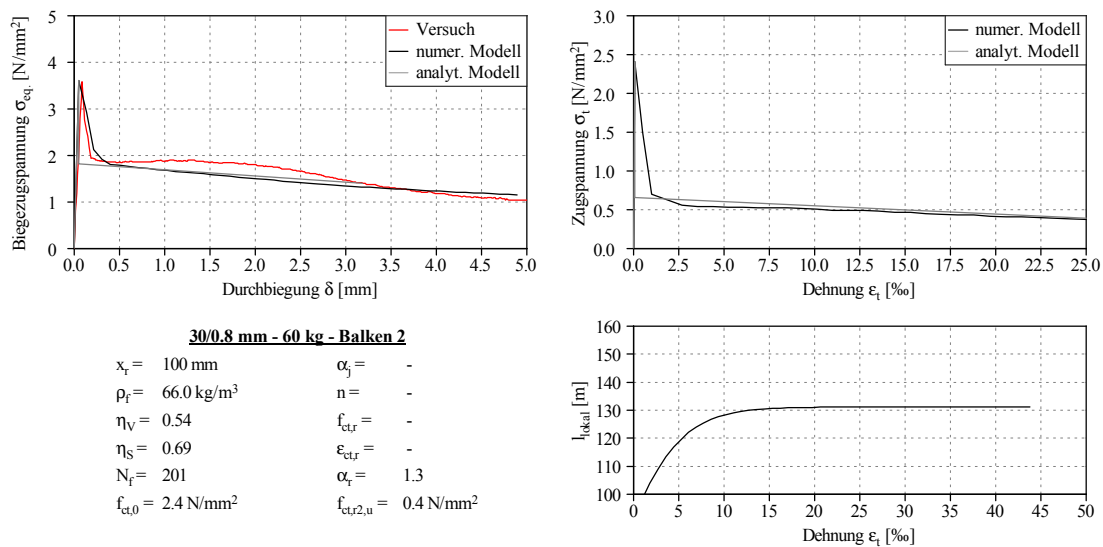 Biegezugspannung σeq. [N/mm²]
5
4
3
2
1
0
0.0 0.5 1.0 1.5 2.0 2.5 3.0 3.5 4.0 4.5 5.0
Durchbiegung δ [mm]
Versuch
numer. Modell
analyt. Modell
Zugspannung σt [N/mm²]
3.0
2.5
2.0
1.5
1.0
0.5
0.0
0.0 2.5 5.0 7.5 10.0 12.5 15.0 17.5 20.0 22.5 25.0
Dehnung εt [‰]
numer. Modell
analyt. Modell
30/0.8 mm - 60 kg - Balken 2
xr = 100 mm αj = -
ρf = 66.0 kg/m³ n = -
ηV = 0.54 fct,r = -
ηS = 0.69 εct,r = -
Nf = 201 αr = 1.3
fct,0 = 2.4 N/mm² fct,r2,u = 0.4 N/mm²
llokal [m]
160
150
140
130
120
110
100
0 5 10 15 20 25 30 35 40 45 50
Dehnung εt [‰]